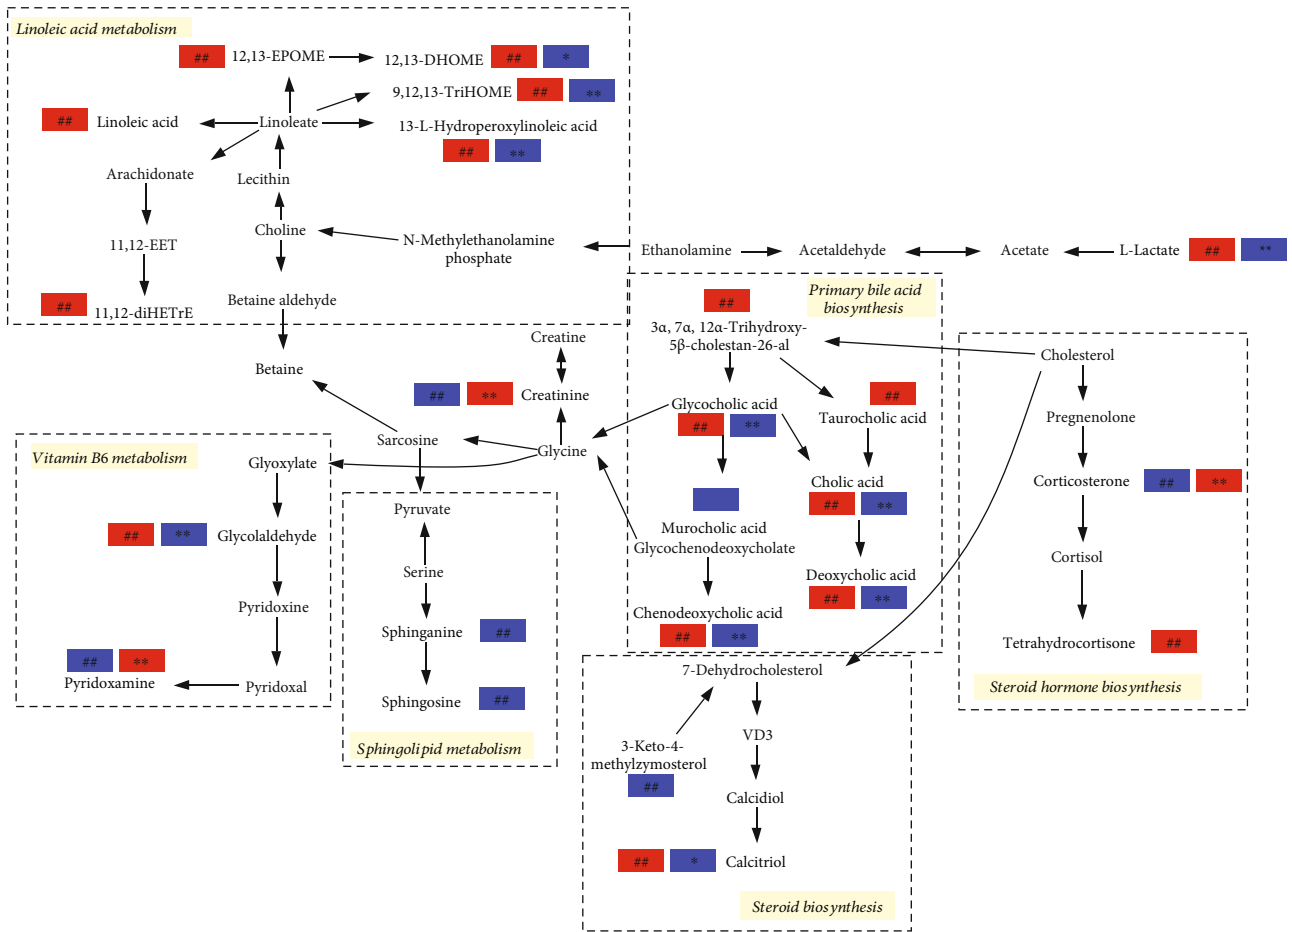 Linoleic acid metabolism
## 12,13-EPOME
12,13-DHOME ## *
9,12,13-TriHOME ## **
## Linoleic acid
Linoleate
13-L-Hydroperoxylinoleic acid
## **
Arachidonate
Lecithin
Choline
N-Methylethanolamine
phosphate
11,12-EET
Betaine aldehyde
## 11,12-diHETrE
Ethanolamine
Acetaldehyde
Acetate
L-Lactate ## **
Primary bile acid
biosynthesis
##
3α, 7α, 12α-Trihydroxy-
5β-cholestan-26-al
Betaine
Creatine
## ** Creatinine
Glycine
Sarcosine
Glycocholic acid
## **
##
Taurocholic acid
Cholic acid
## **
Murocholic acid
Glycochenodeoxycholate
Deoxycholic acid
## **
Chenodeoxycholic acid
## **
Cholesterol
Pregnenolone
Corticosterone ## **
Cortisol
Tetrahydrocortisone ##
Steroid hormone biosynthesis
Vitamin B6 metabolism
Glyoxylate
## ** Glycolaldehyde
Pyridoxine
## **
Pyridoxamine
Pyridoxal
Pyruvate
Serine
Sphinganine ##
Sphingosine ##
Sphingolipid metabolism
7-Dehydrocholesterol
VD3
3-Keto-4-
methylzymosterol
##
Calcidiol
## * Calcitriol
Steroid biosynthesis